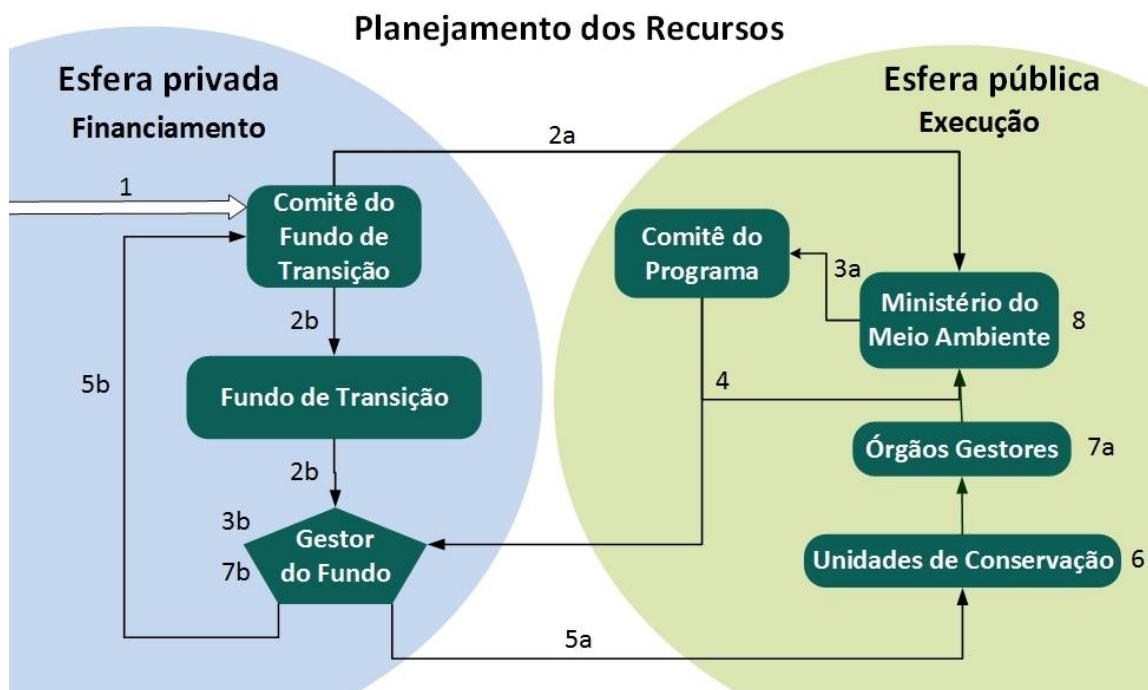 Planejamento dos Recursos
Esfera privada
Financiamento
Esfera pública
Execução
2a
1
Comitê do
Fundo de
Transição
Comitê do
Programa
3a
Ministério do
Meio Ambiente
8
2b
5b
Fundo de Transição
4
Órgãos Gestores
7a
2b
3b
7b
Gestor
do Fundo
Unidades de Conservação
6
5a